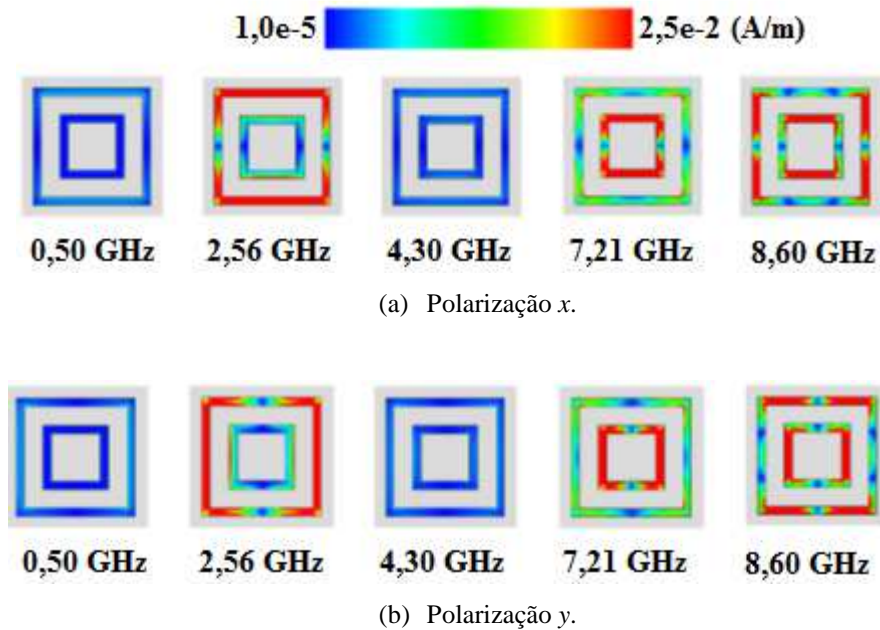 1,0e-5 2,5e-2 (A/m)
0,50 GHz 2,56 GHz 4,30 GHz 7,21 GHz 8,60 GHz
(a) Polarização x.
0,50 GHz 2,56 GHz 4,30 GHz 7,21 GHz 8,60 GHz
(b) Polarização y.